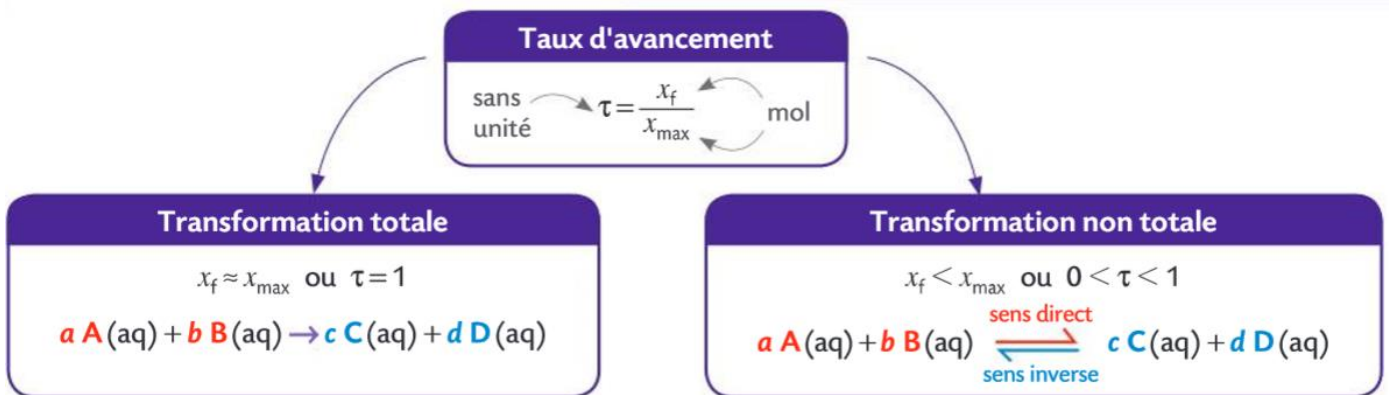 Taux d'avancement
sans unité
τ = x_f / x_max
mol
Transformation totale
x_f ≈ x_max ou τ = 1
a A(aq) + b B(aq) → c C(aq) + d D(aq)
Transformation non totale
x_f < x_max ou 0 < τ < 1
sens direct
a A(aq) + b B(aq) ⇌ c C(aq) + d D(aq)
sens inverse